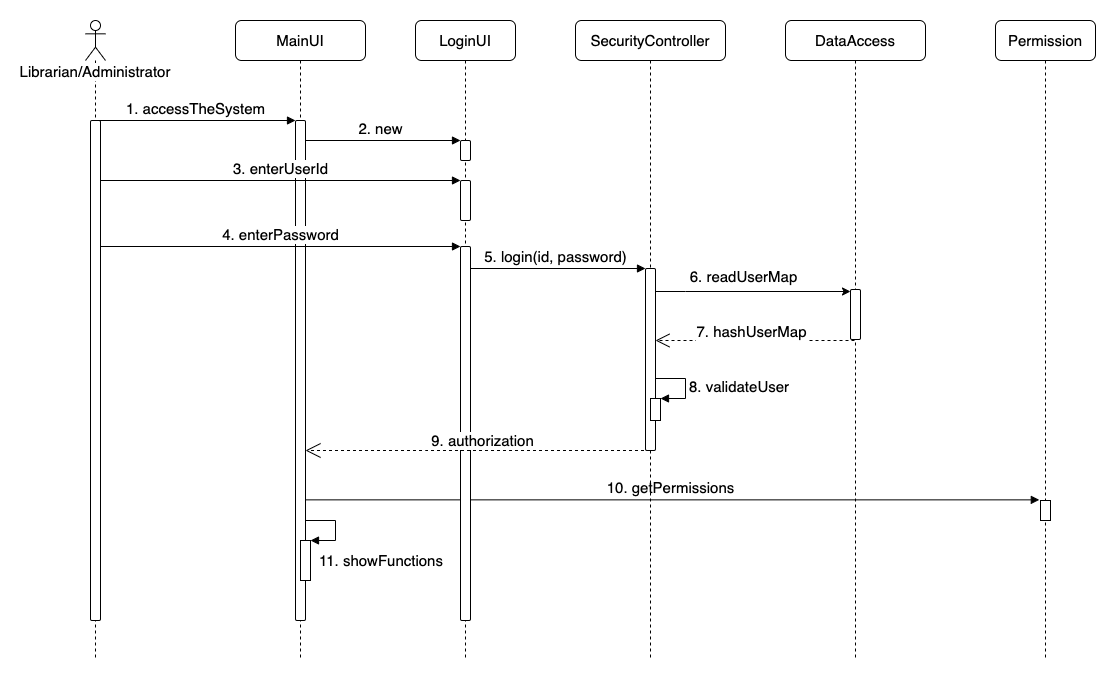 MainUI
LoginUI
SecurityController
DataAccess
Permission
Librarian/Administrator
1. accessTheSystem
2. new
3. enterUserId
4. enterPassword
5. login(id, password)
6. readUserMap
7. hashUserMap
8. validateUser
9. authorization
10. getPermissions
11. showFunctions